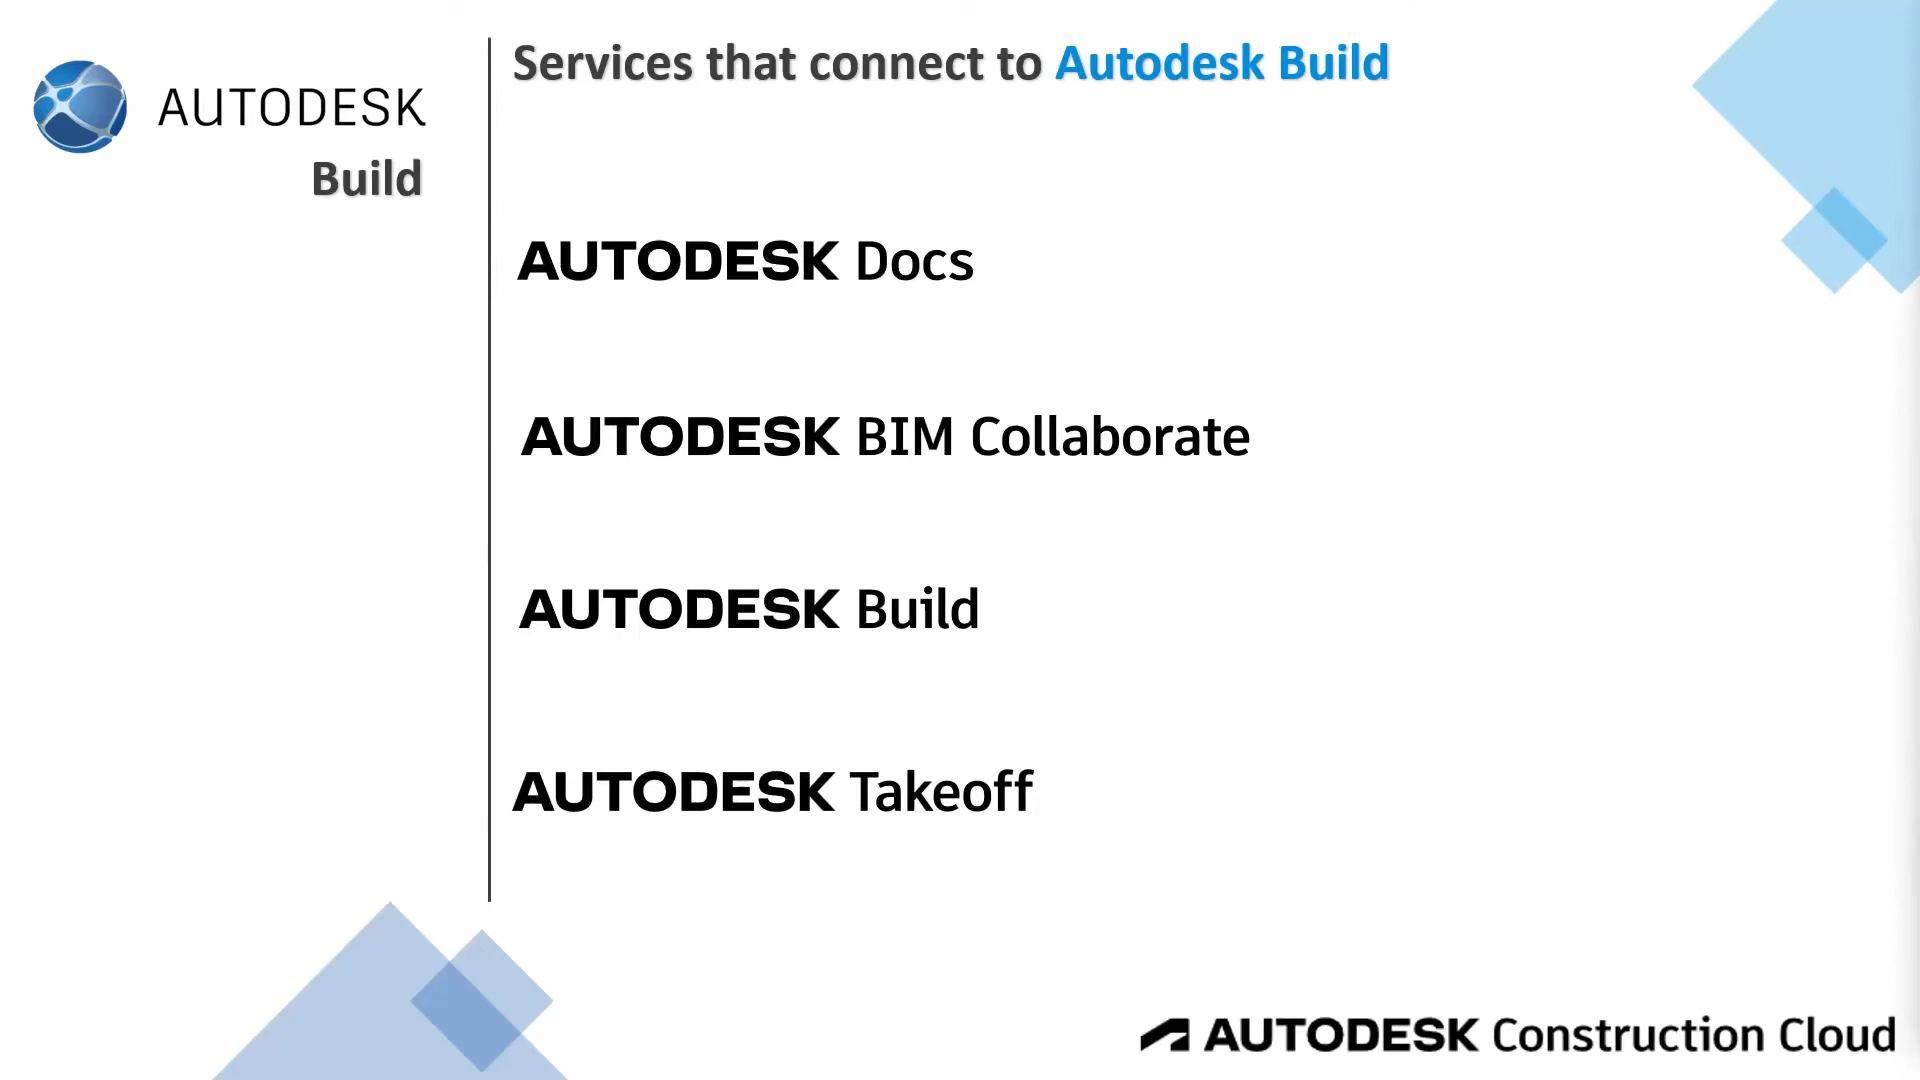 AUTODESK
Build
Services that connect to Autodesk Build
AUTODESK Docs
AUTODESK BIM Collaborate
AUTODESK Build
AUTODESK Takeoff
AUTODESK Construction Cloud